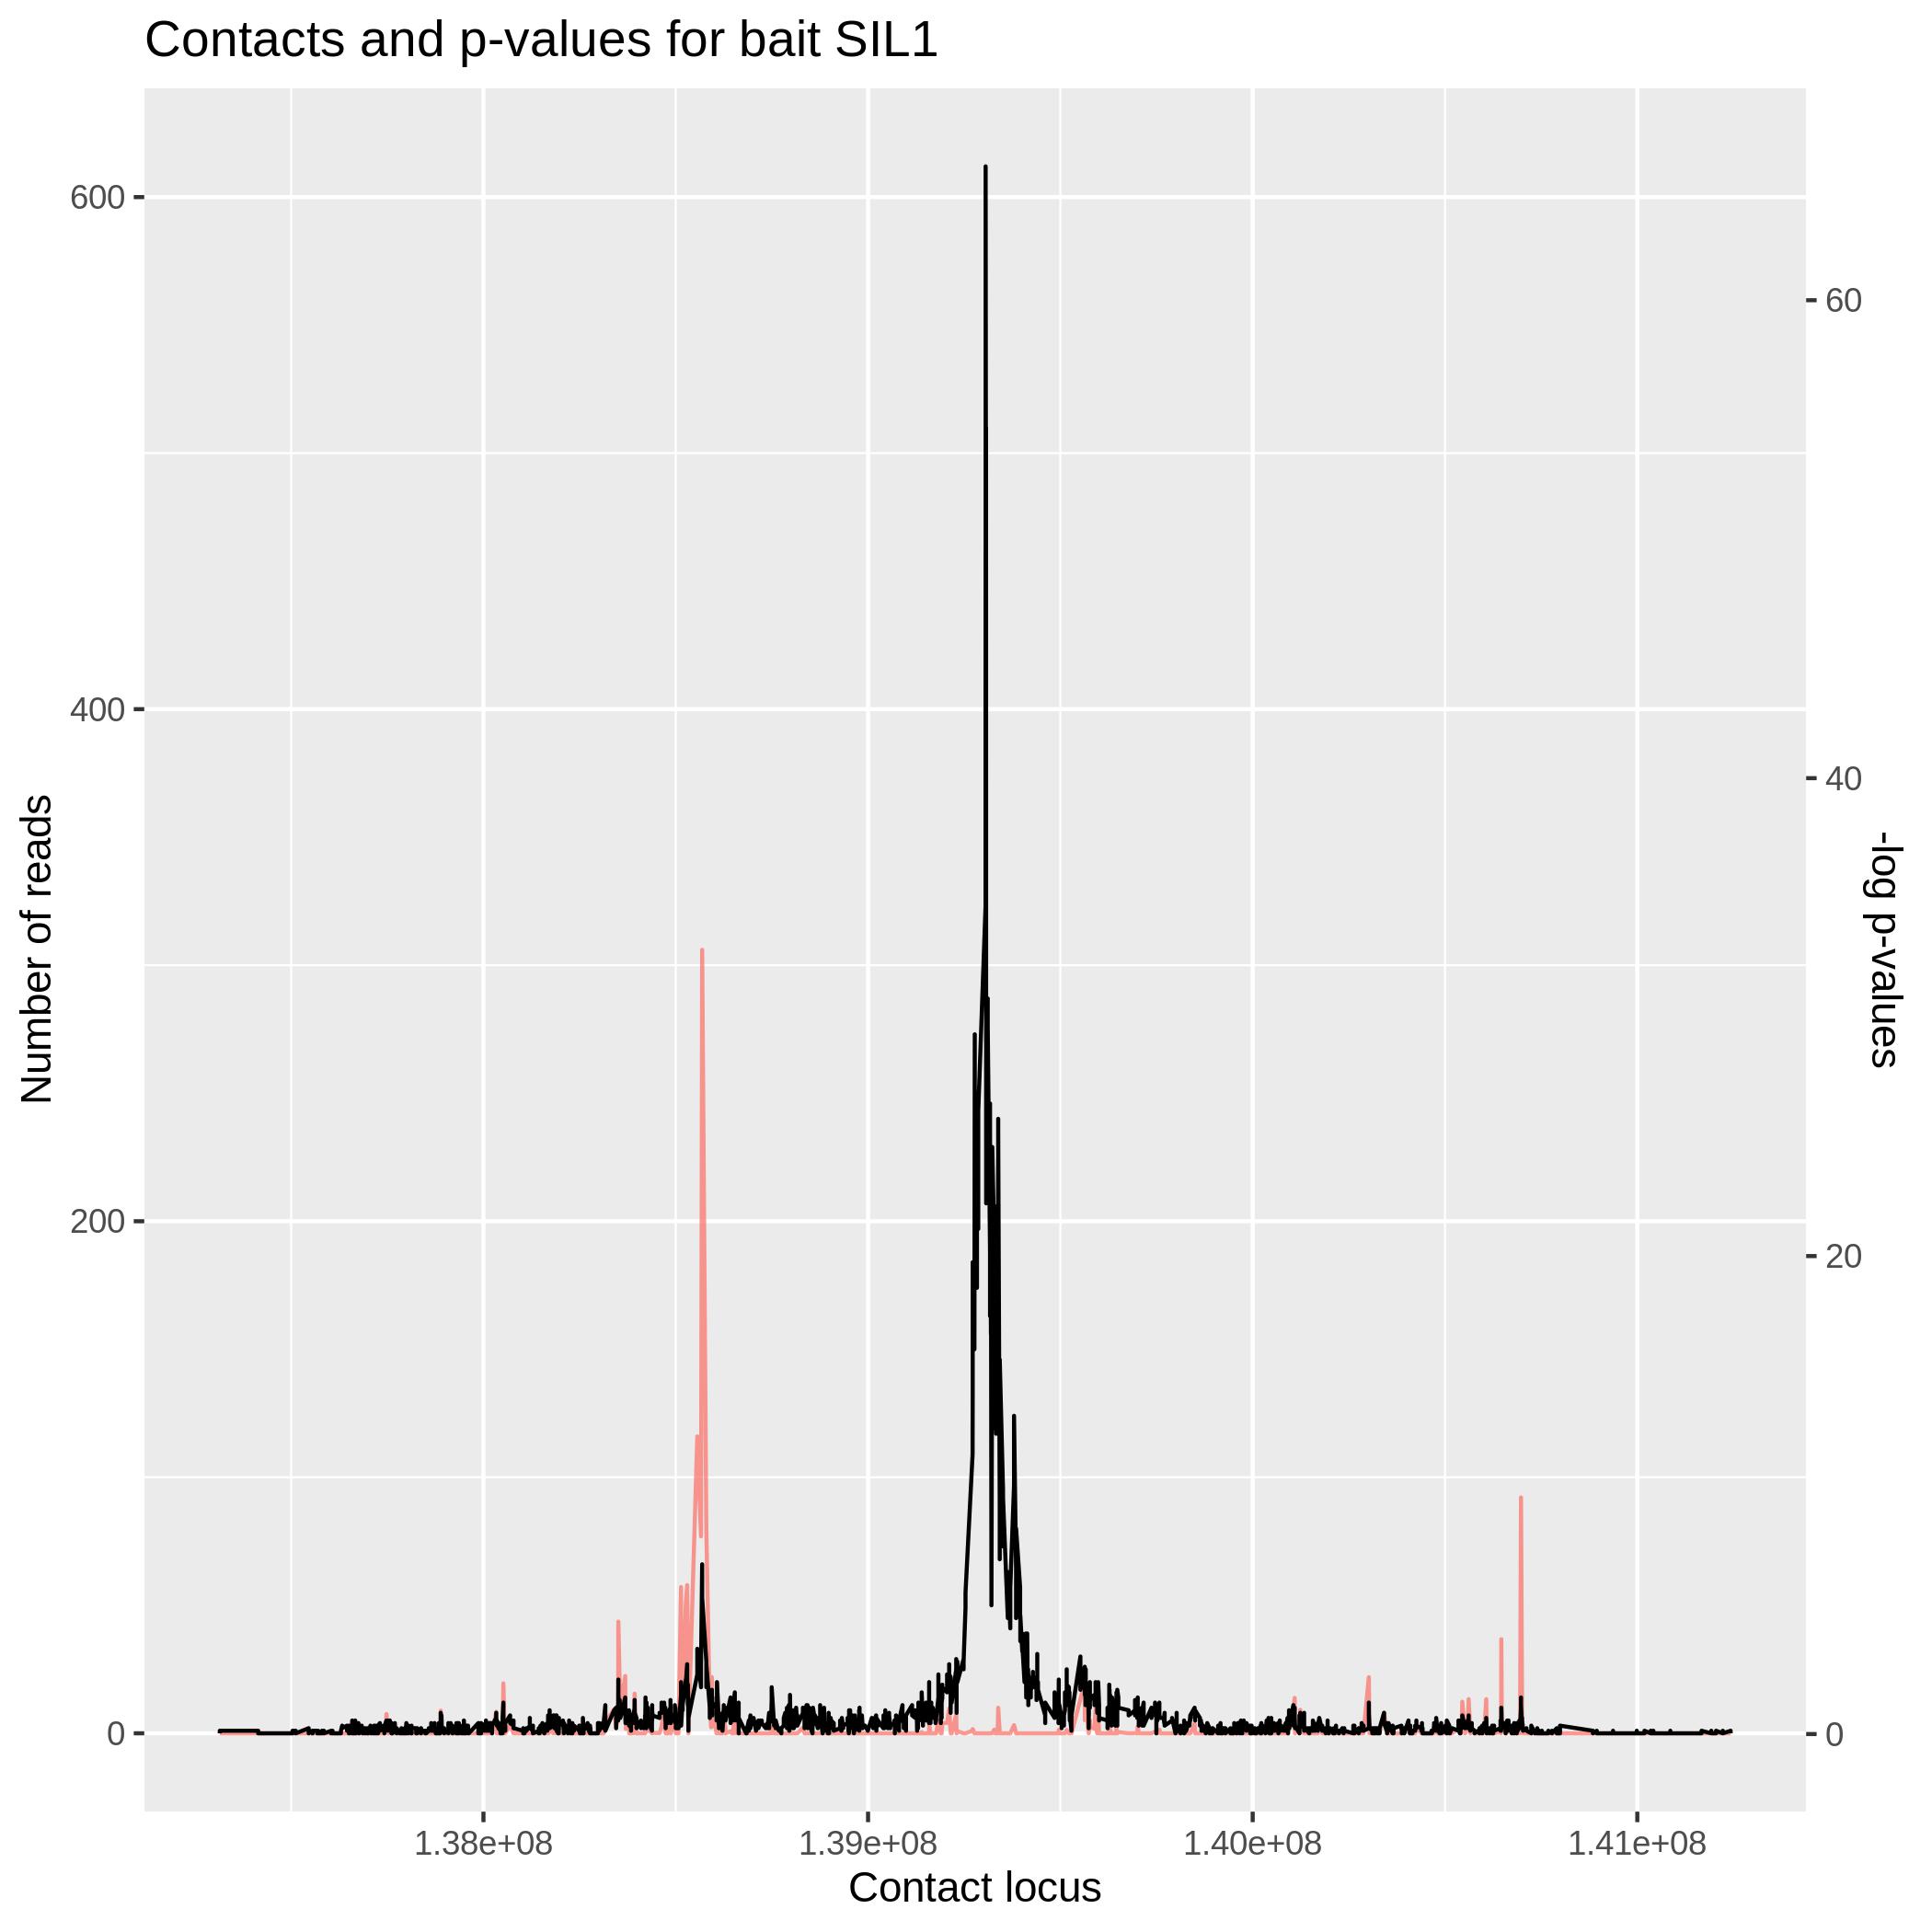 Contacts and p-values for bait SIL1
600
400
200
0
Number of reads
60
40
20
0
-log p-values
1.38e+08
1.39e+08
1.40e+08
1.41e+08
Contact locus